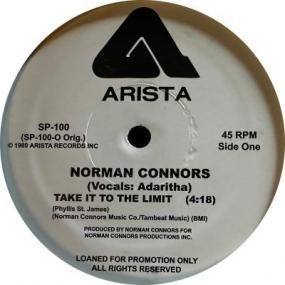 ARISTA
SP-100
(SP-100-O Orig.)
℗ 1980 ARISTA RECORDS INC
45 RPM
Side One
NORMAN CONNORS
(Vocals: Adaritha)
TAKE IT TO THE LIMIT (4:18)
(Phyllis St. James)
(Norman Connors Music Co./Tambeat Music) (BMI)
PRODUCED BY NORMAN CONNORS FOR
NORMAN CONNORS PRODUCTIONS INC.
LOANED FOR PROMOTION ONLY
ALL RIGHTS RESERVED